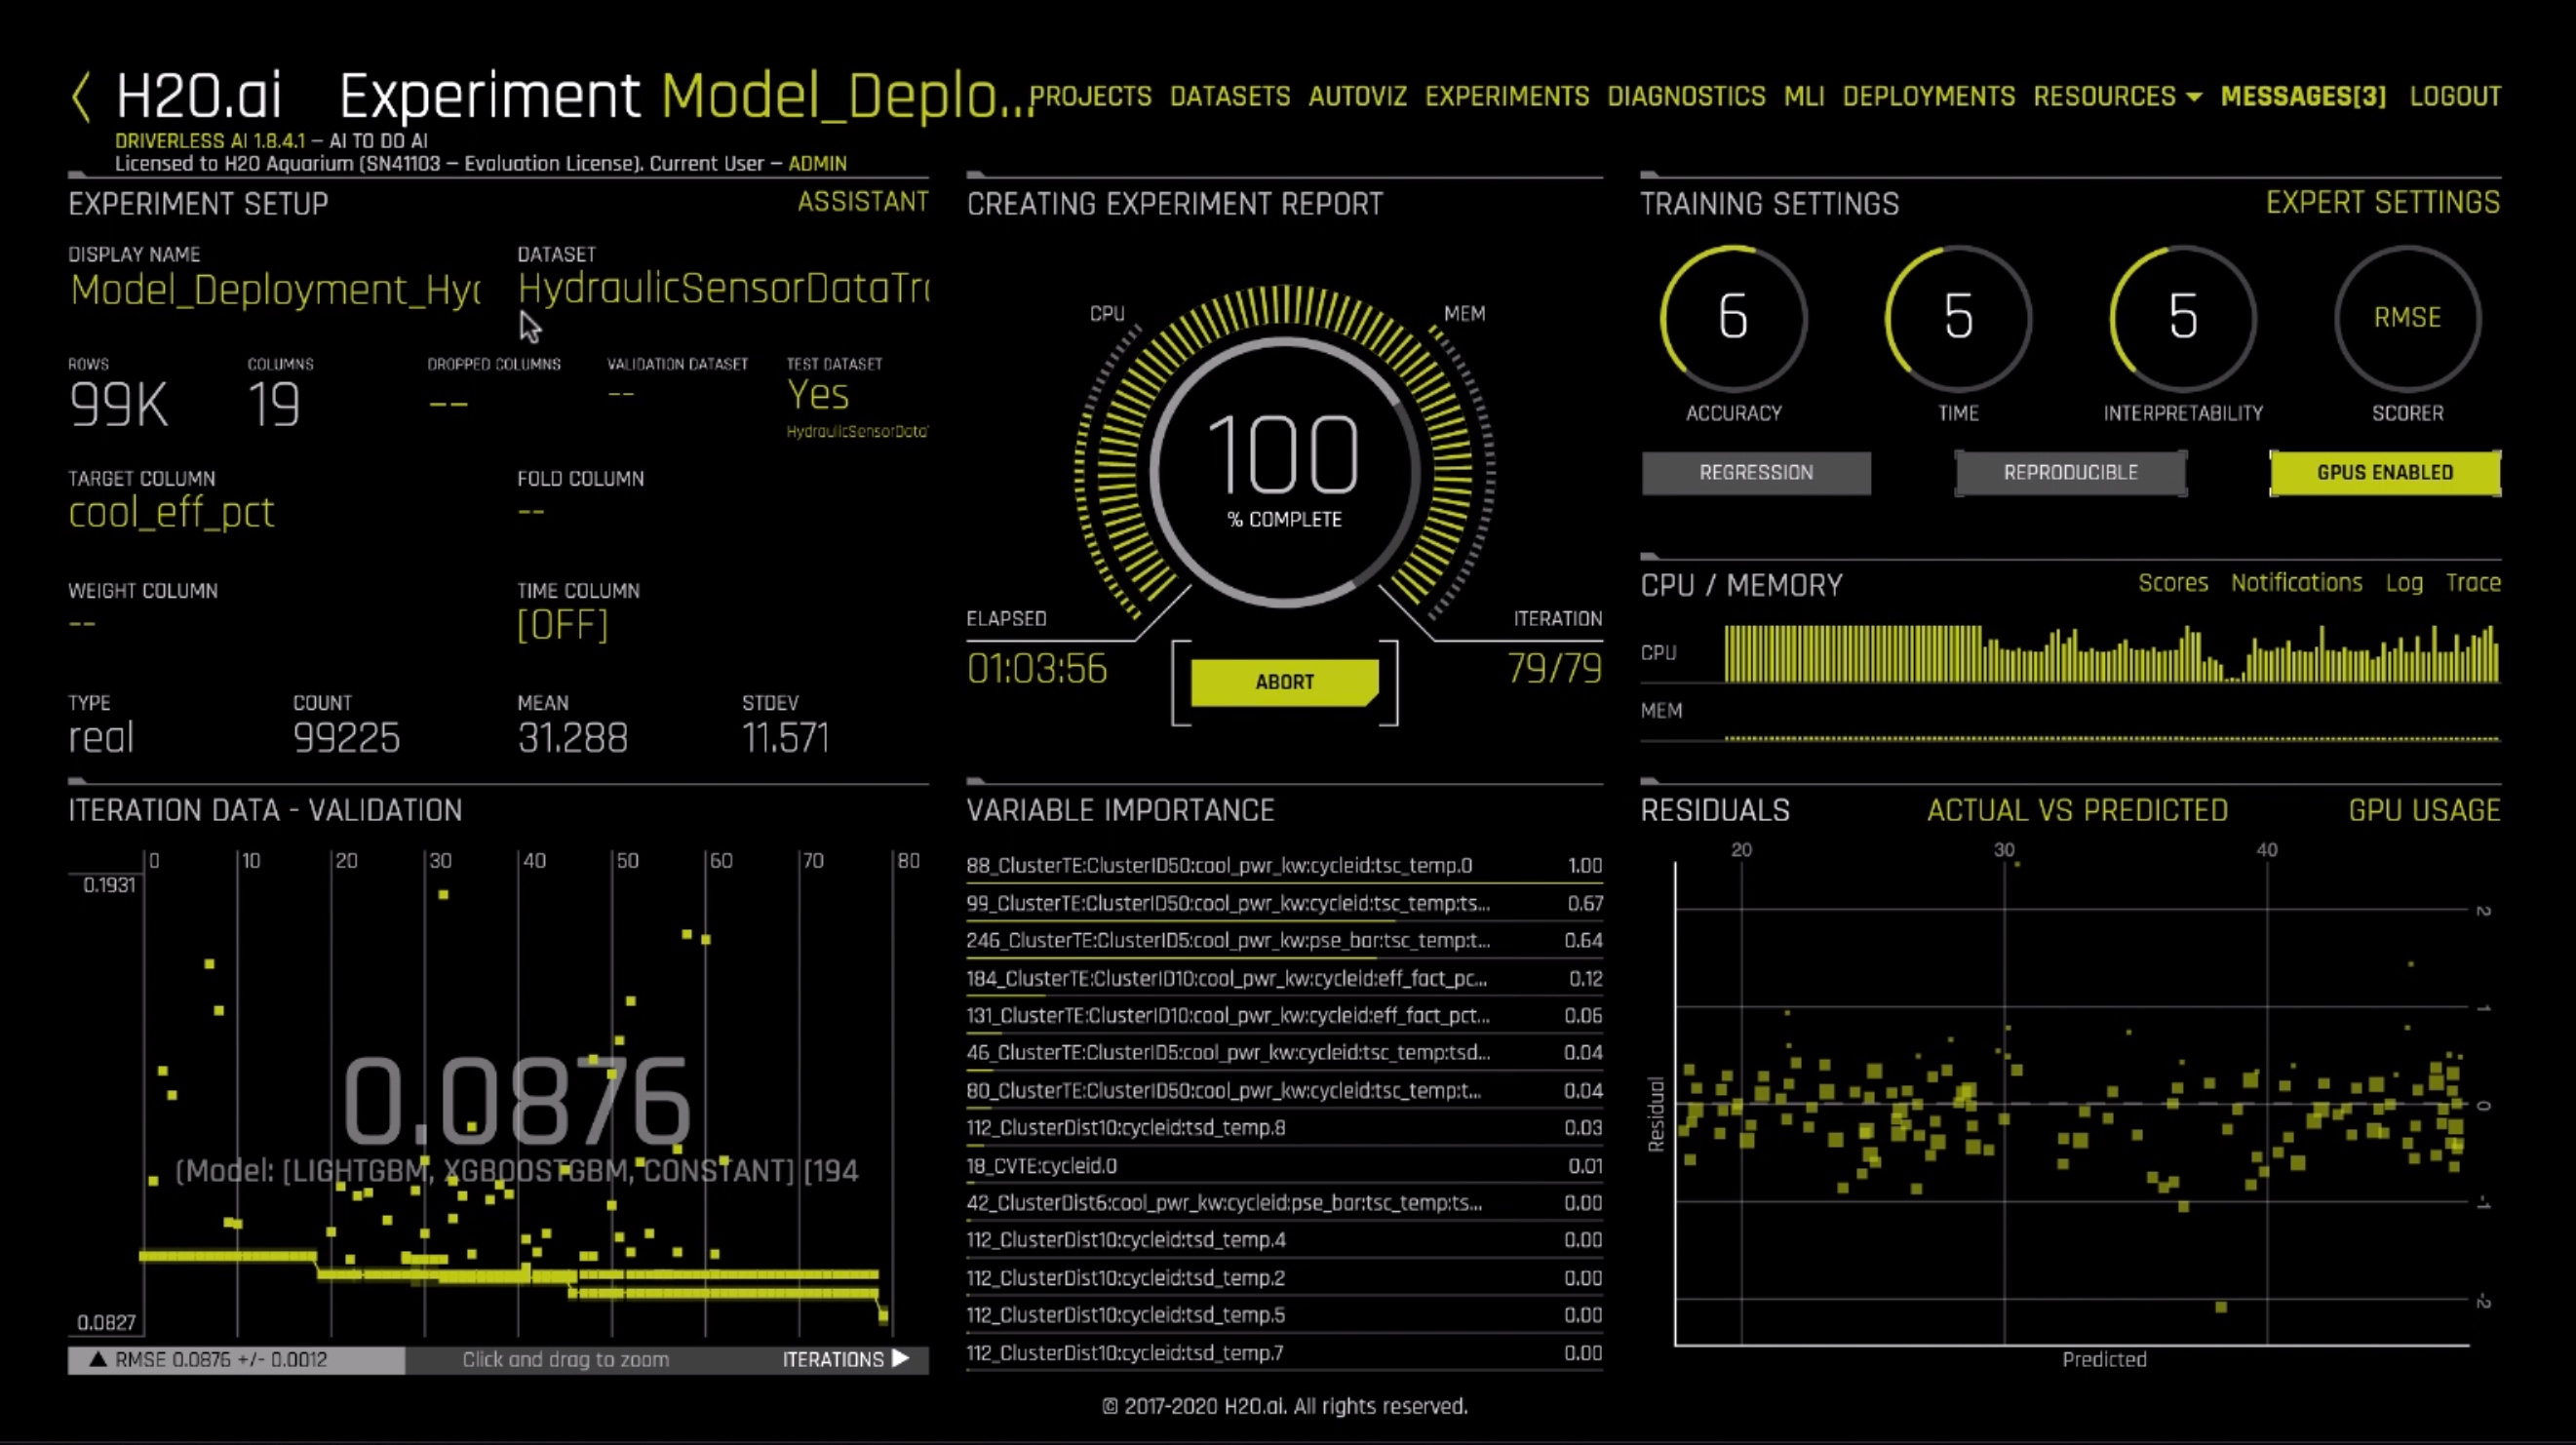 H2O.ai Experiment Model_Deplo...
PROJECTS DATASETS AUTOVIZ EXPERIMENTS DIAGNOSTICS MLI DEPLOYMENTS RESOURCES MESSAGES[3] LOGOUT
DRIVERLESS AI 1.8.4.1 – AI TO DO AI
Licensed to H2O Aquarium (SN41103 – Evaluation License). Current User – ADMIN
EXPERIMENT SETUP ASSISTANT
DISPLAY NAME DATASET
Model_Deployment_Hy HydraulicSensorDataTr
ROWS COLUMNS DROPPED COLUMNS VALIDATION DATASET TEST DATASET
99K 19 -- -- Yes
HydraulicSensorData
TARGET COLUMN FOLD COLUMN
cool_eff_pct --
WEIGHT COLUMN TIME COLUMN
-- [OFF]
TYPE COUNT MEAN STDEV
real 99225 31.288 11.571
CREATING EXPERIMENT REPORT
CPU MEM
100
% COMPLETE
ELAPSED ITERATION
01:03:56 79/79
ABORT
TRAINING SETTINGS EXPERT SETTINGS
6 5 5 RMSE
ACCURACY TIME INTERPRETABILITY SCORER
REGRESSION REPRODUCIBLE GPUS ENABLED
CPU / MEMORY Scores Notifications Log Trace
CPU
MEM
ITERATION DATA - VALIDATION
0 10 20 30 40 50 60 70 80
0.1931
0.0876
(Model: [LIGHTGBM, XGBOOSTGBM, CONSTANT] [194
0.0827
RMSE 0.0876 +/- 0.0012 Click and drag to zoom ITERATIONS
VARIABLE IMPORTANCE
88_ClusterTE:ClusterID50:cool_pwr_kw:cycleid:tsc_temp.0 1.00
99_ClusterTE:ClusterID50:cool_pwr_kw:cycleid:tsc_temp:ts... 0.67
246_ClusterTE:ClusterID5:cool_pwr_kw:pse_bar:tsc_temp:t... 0.64
184_ClusterTE:ClusterID10:cool_pwr_kw:cycleid:eff_fact_pc... 0.12
131_ClusterTE:ClusterID10:cool_pwr_kw:cycleid:eff_fact_pct... 0.06
46_ClusterTE:ClusterID5:cool_pwr_kw:cycleid:tsc_temp:tsd... 0.04
80_ClusterTE:ClusterID50:cool_pwr_kw:cycleid:tsc_temp:t... 0.04
112_ClusterDist10:cycleid:tsd_temp.8 0.03
18_CVTE:cycleid.0 0.01
42_ClusterDist6:cool_pwr_kw:cycleid:pse_bar:tsc_temp:ts... 0.00
112_ClusterDist10:cycleid:tsd_temp.4 0.00
112_ClusterDist10:cycleid:tsd_temp.2 0.00
112_ClusterDist10:cycleid:tsd_temp.5 0.00
112_ClusterDist10:cycleid:tsd_temp.7 0.00
RESIDUALS ACTUAL VS PREDICTED GPU USAGE
20 30 40
2
1
0
-1
-2
Residual
Predicted
© 2017-2020 H2O.ai. All rights reserved.